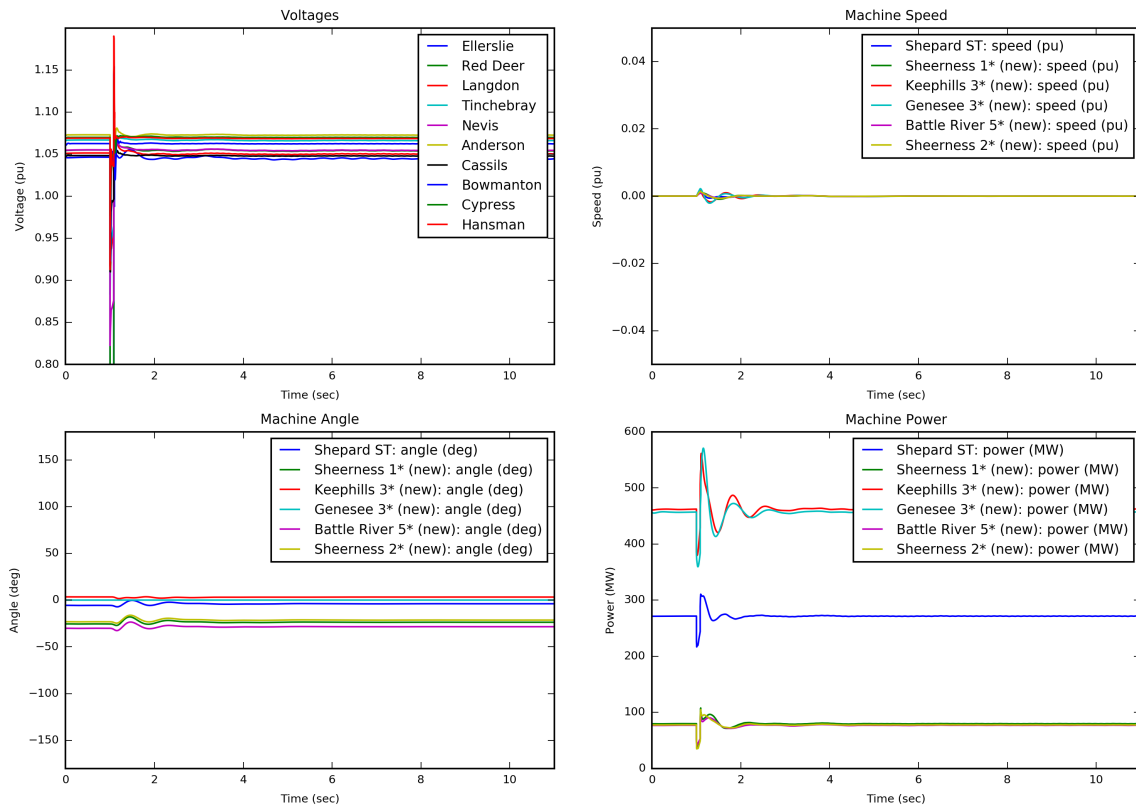 Voltages
1.15
1.10
1.05
1.00
0.95
0.90
0.85
0.80
Voltage (pu)
Ellerslie
Red Deer
Langdon
Tinchebray
Nevis
Anderson
Cassils
Bowmanton
Cypress
Hansman
0 2 4 6 8 10
Time (sec)
Machine Speed
0.04
0.02
0.00
−0.02
−0.04
Speed (pu)
Shepard ST: speed (pu)
Sheerness 1* (new): speed (pu)
Keephills 3* (new): speed (pu)
Genesee 3* (new): speed (pu)
Battle River 5* (new): speed (pu)
Sheerness 2* (new): speed (pu)
0 2 4 6 8 10
Time (sec)
Machine Angle
150
100
50
0
−50
−100
−150
Angle (deg)
Shepard ST: angle (deg)
Sheerness 1* (new): angle (deg)
Keephills 3* (new): angle (deg)
Genesee 3* (new): angle (deg)
Battle River 5* (new): angle (deg)
Sheerness 2* (new): angle (deg)
0 2 4 6 8 10
Time (sec)
Machine Power
600
500
400
300
200
100
0
Power (MW)
Shepard ST: power (MW)
Sheerness 1* (new): power (MW)
Keephills 3* (new): power (MW)
Genesee 3* (new): power (MW)
Battle River 5* (new): power (MW)
Sheerness 2* (new): power (MW)
0 2 4 6 8 10
Time (sec)